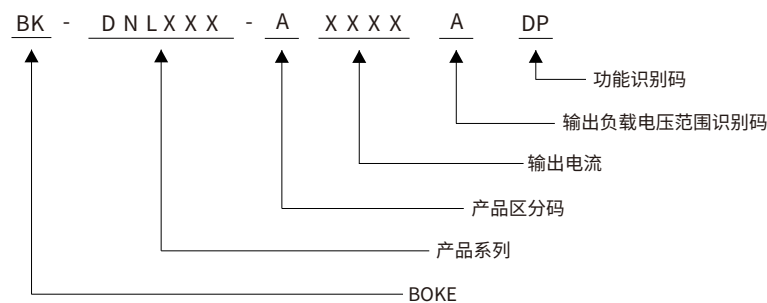 BK - DNLXXX - A XXXX A DP
功能识别码
输出负载电压范围识别码
输出电流
产品区分码
产品系列
BOKE